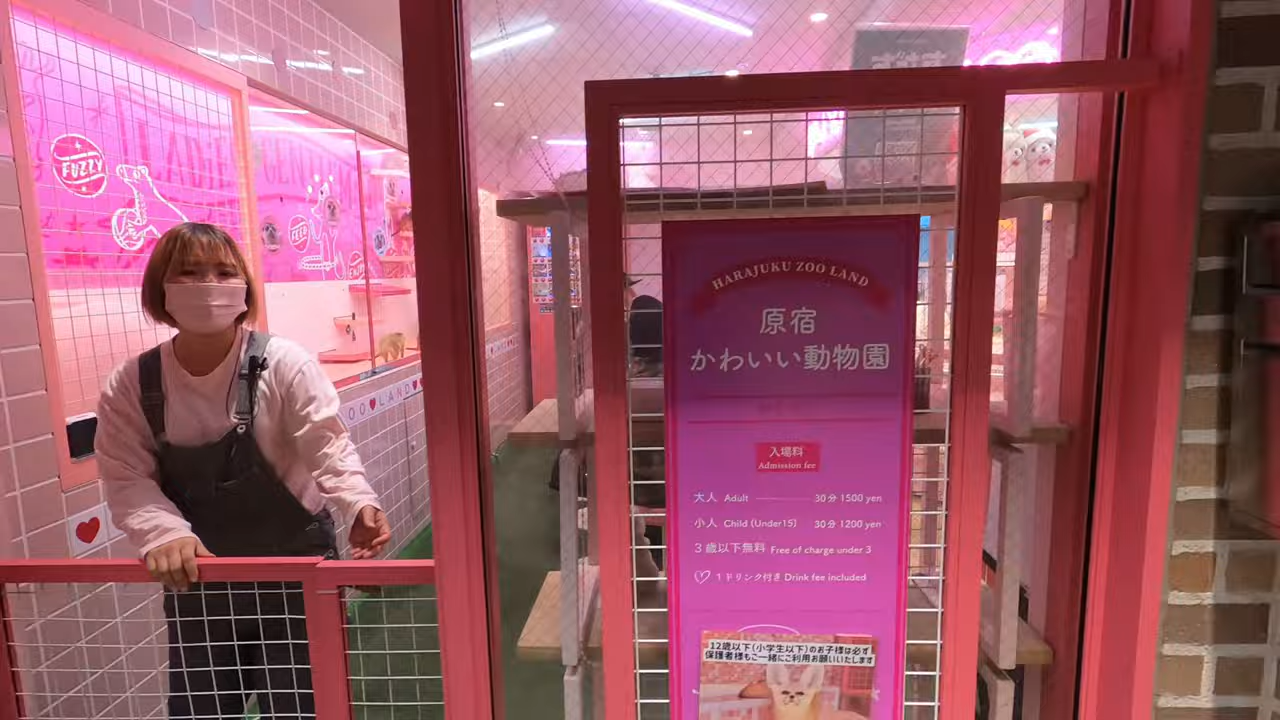 FUZZY
FEED
OO♥LAND♥
HARAJUKU ZOO LAND
原宿
かわいい動物園
入場料
Admission fee
大人 Adult 30分 1500 yen
小人 Child (Under15) 30分 1200 yen
3歳以下無料 Free of charge under 3
♡ 1ドリンク付き Drink fee included
12歳以下(小学生以下)のお子様は必ず
保護者様もご一緒にご利用お願いいたします